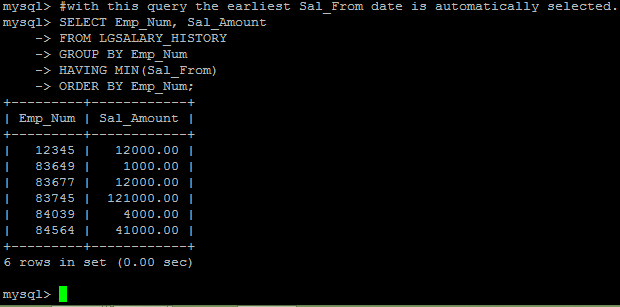 mysql> #with this query the earliest Sal_From date is automatically selected.
mysql> SELECT Emp_Num, Sal_Amount
    -> FROM LGSALARY_HISTORY
    -> GROUP BY Emp_Num
    -> HAVING MIN(Sal_From)
    -> ORDER BY Emp_Num;
+---------+------------+
| Emp_Num | Sal_Amount |
+---------+------------+
|   12345 |   12000.00 |
|   83649 |    1000.00 |
|   83677 |   12000.00 |
|   83745 |  121000.00 |
|   84039 |    4000.00 |
|   84564 |   41000.00 |
+---------+------------+
6 rows in set (0.00 sec)
mysql>